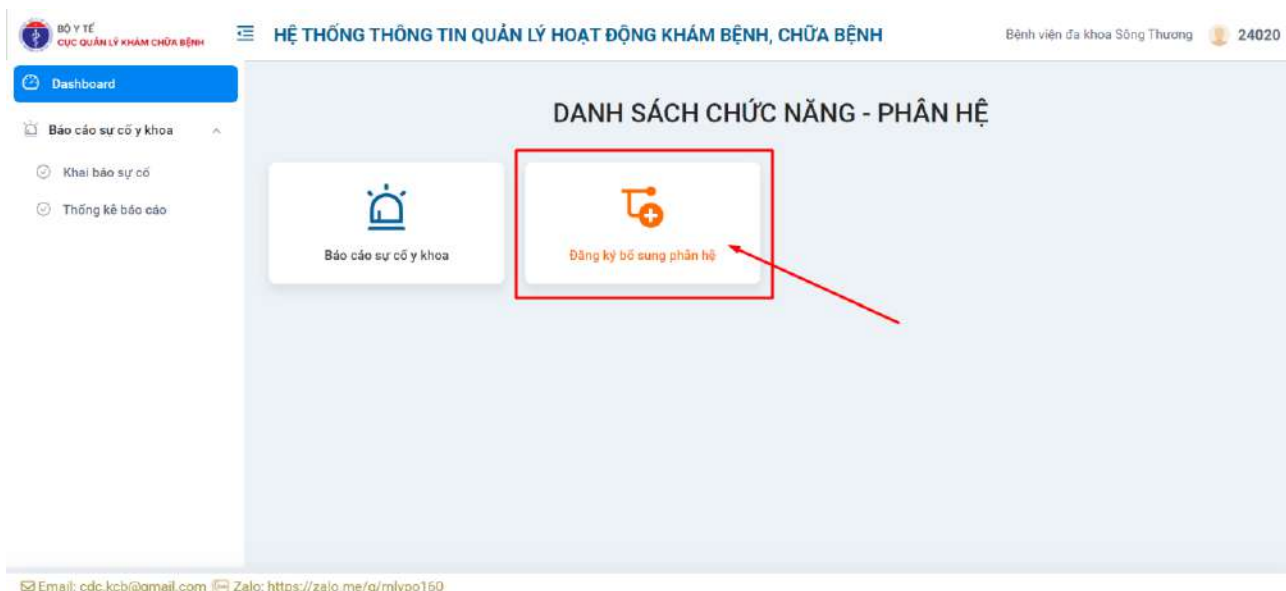 BỘ Y TẾ
CỤC QUẢN LÝ KHÁM CHỮA BỆNH
HỆ THỐNG THÔNG TIN QUẢN LÝ HOẠT ĐỘNG KHÁM BỆNH, CHỮA BỆNH
Bệnh viện đa khoa Sông Thương
24020
Dashboard
Báo cáo sự cố y khoa
Khai báo sự cố
Thống kê báo cáo
DANH SÁCH CHỨC NĂNG - PHÂN HỆ
Báo cáo sự cố y khoa
Đăng ký bổ sung phân hệ
Email: cdc.kcb@gmail.com Zalo: https://zalo.me/g/mlvpo160